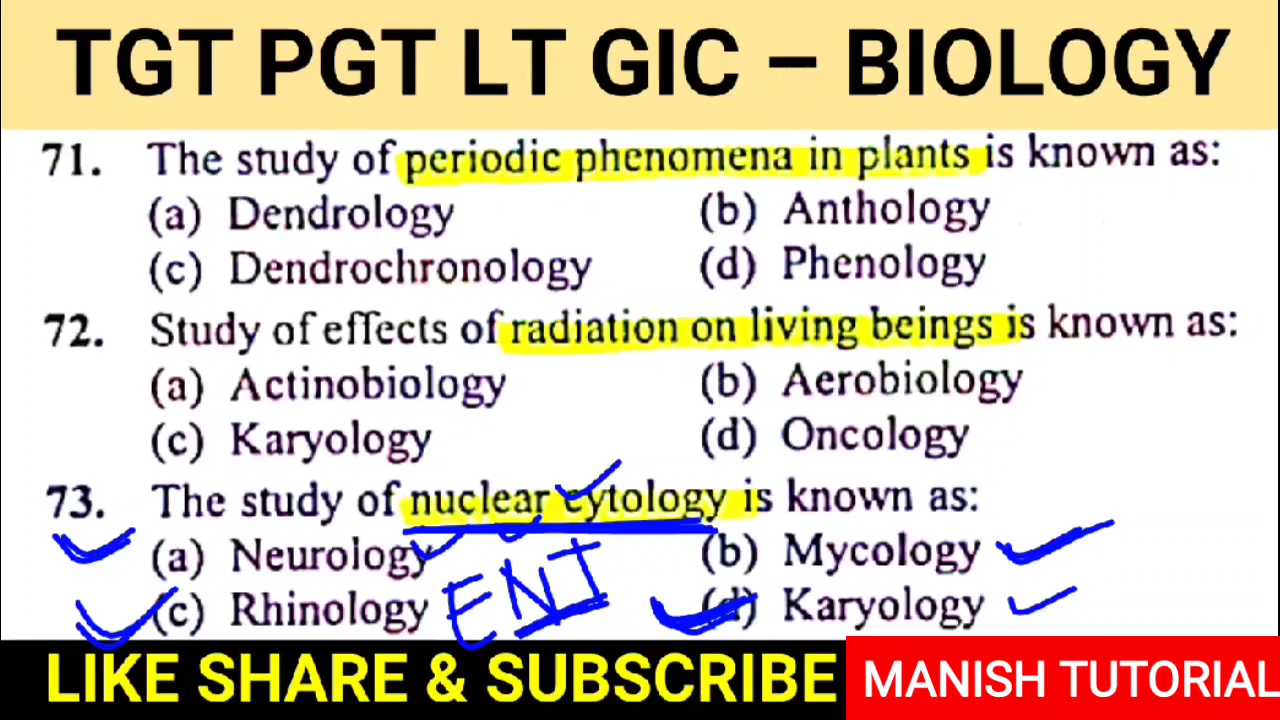 TGT PGT LT GIC – BIOLOGY
71. The study of periodic phenomena in plants is known as:
(a) Dendrology (b) Anthology
(c) Dendrochronology (d) Phenology
72. Study of effects of radiation on living beings is known as:
(a) Actinobiology (b) Aerobiology
(c) Karyology (d) Oncology
73. The study of nuclear cytology is known as:
(a) Neurology (b) Mycology
(c) Rhinology ENT (d) Karyology
LIKE SHARE & SUBSCRIBE MANISH TUTORIAL